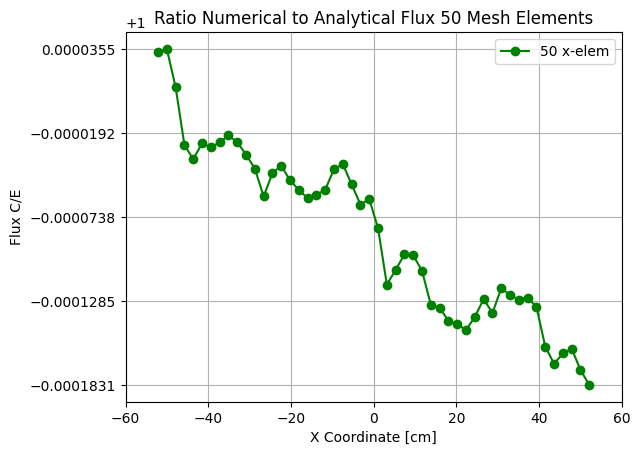 Ratio Numerical to Analytical Flux 50 Mesh Elements
+1
50 x-elem
0.0000355
−0.0000192
−0.0000738
−0.0001285
−0.0001831
Flux C/E
−60 −40 −20 0 20 40 60
X Coordinate [cm]